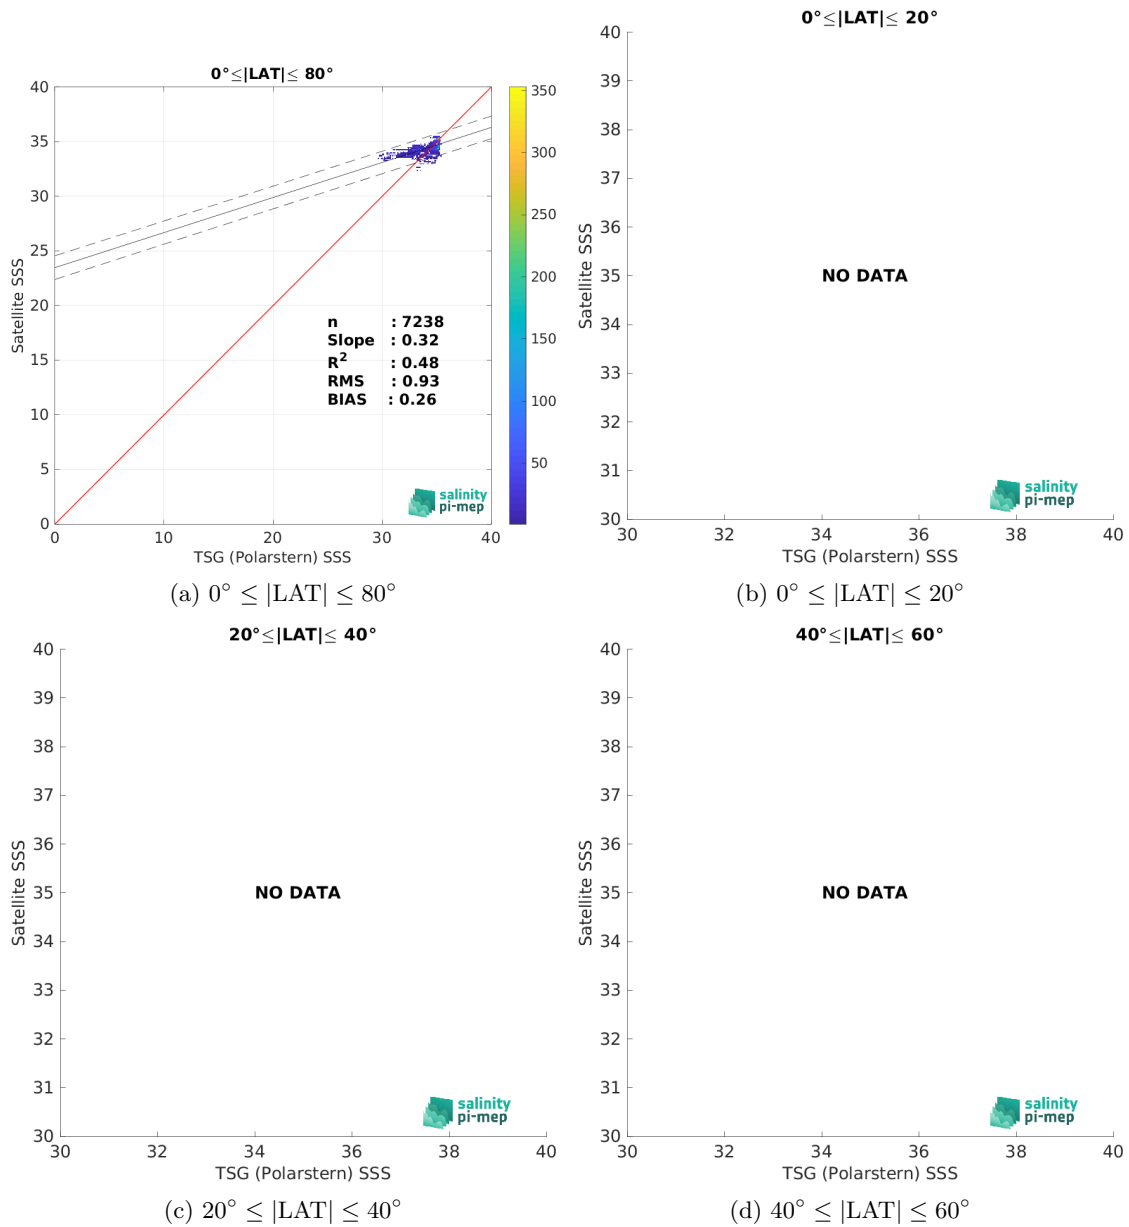 0°≤|LAT|≤ 80°
40
35
30
25
20
15
10
5
0
Satellite SSS
0
10
20
30
40
TSG (Polarstern) SSS
n : 7238
Slope : 0.32
R² : 0.48
RMS : 0.93
BIAS : 0.26
salinity
pi-mep
350
300
250
200
150
100
50
(a) 0° ≤ |LAT| ≤ 80°
0°≤|LAT|≤ 20°
40
39
38
37
36
35
34
33
32
31
30
Satellite SSS
NO DATA
salinity
pi-mep
30
32
34
36
38
40
TSG (Polarstern) SSS
(b) 0° ≤ |LAT| ≤ 20°
20°≤|LAT|≤ 40°
40
39
38
37
36
35
34
33
32
31
30
Satellite SSS
NO DATA
salinity
pi-mep
30
32
34
36
38
40
TSG (Polarstern) SSS
(c) 20° ≤ |LAT| ≤ 40°
40°≤|LAT|≤ 60°
40
39
38
37
36
35
34
33
32
31
30
Satellite SSS
NO DATA
salinity
pi-mep
30
32
34
36
38
40
TSG (Polarstern) SSS
(d) 40° ≤ |LAT| ≤ 60°